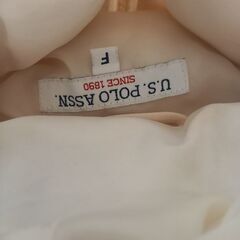 U.S. POLO ASSN.
SINCE 1890
F